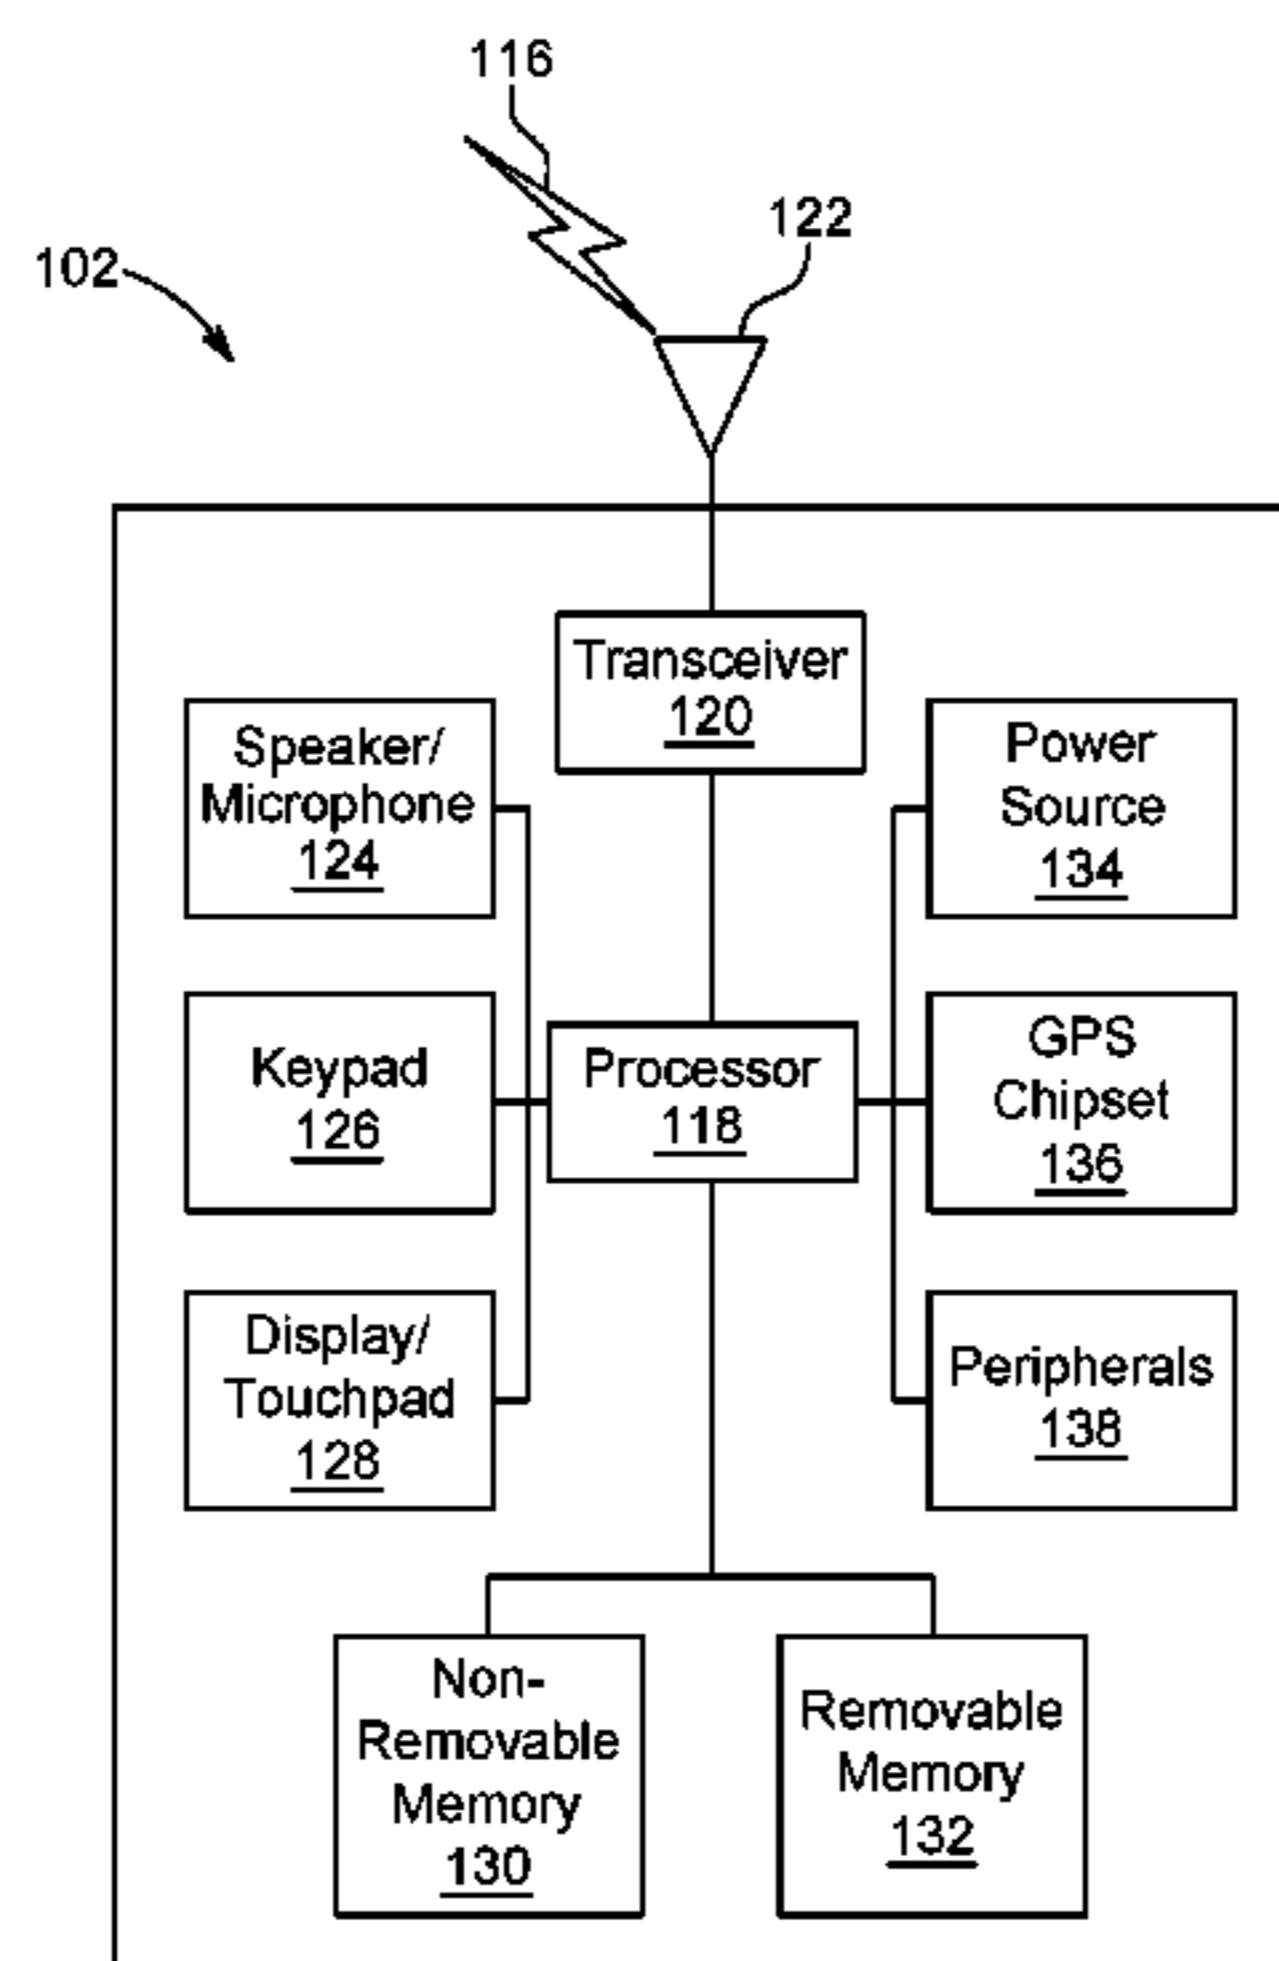 116
122
102
Transceiver
120
Speaker/
Microphone
124
Power
Source
134
Keypad
126
Processor
118
GPS
Chipset
136
Display/
Touchpad
128
Peripherals
138
Non-
Removable
Memory
130
Removable
Memory
132